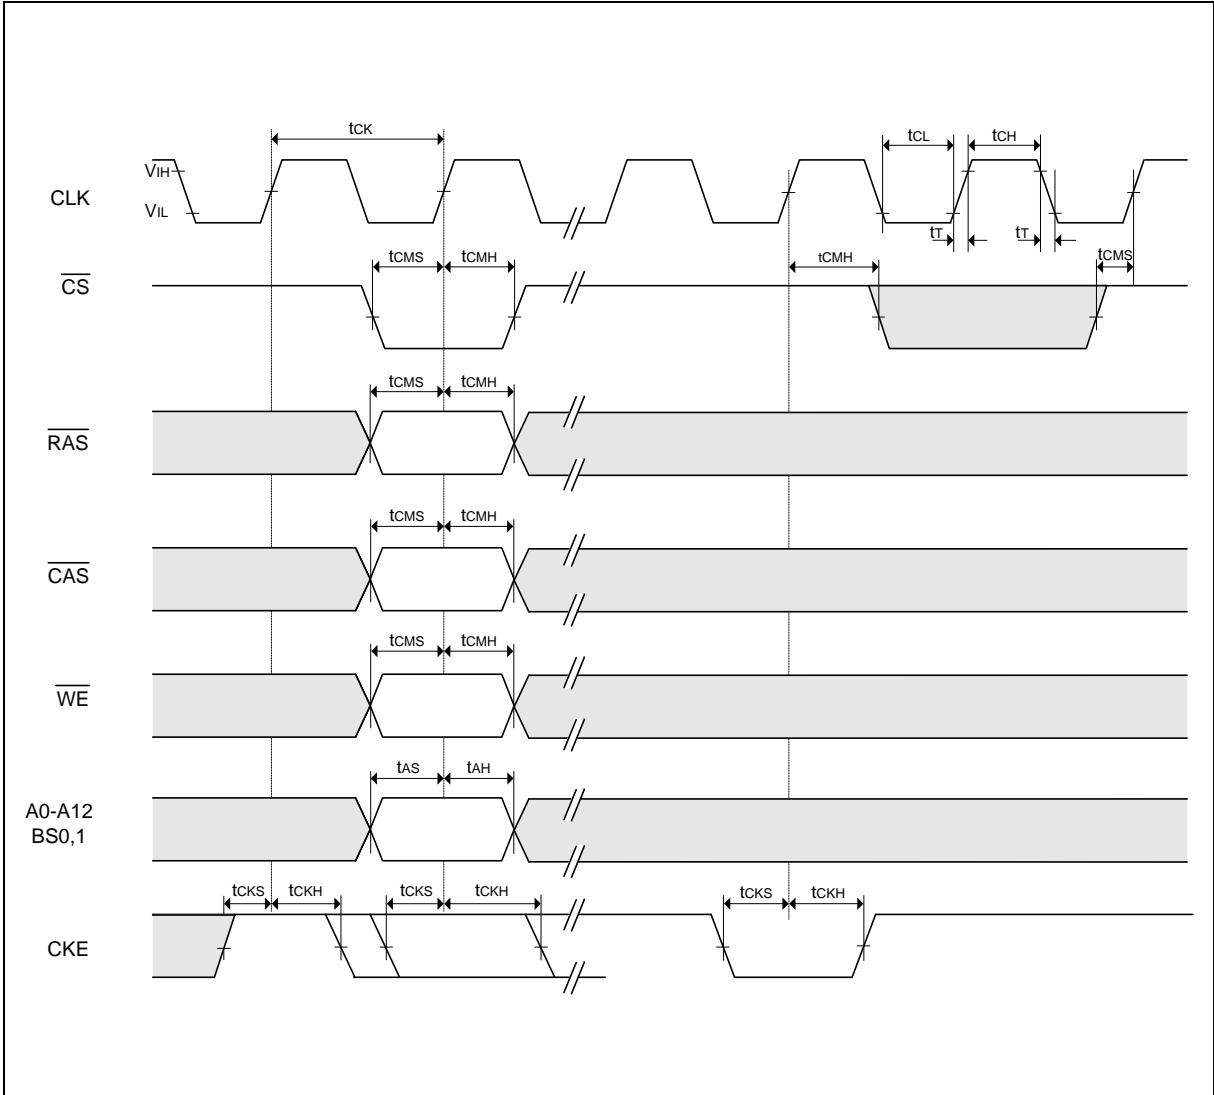 tCK
tCL
tCH
VIH
CLK
VIL
tT
tT
tCMS
tCMH
tCMH
tCMS
CS
tCMS
tCMH
RAS
tCMS
tCMH
CAS
tCMS
tCMH
WE
tAS
tAH
A0-A12
BS0,1
tCKS
tCKH
tCKS
tCKH
tCKS
tCKH
CKE